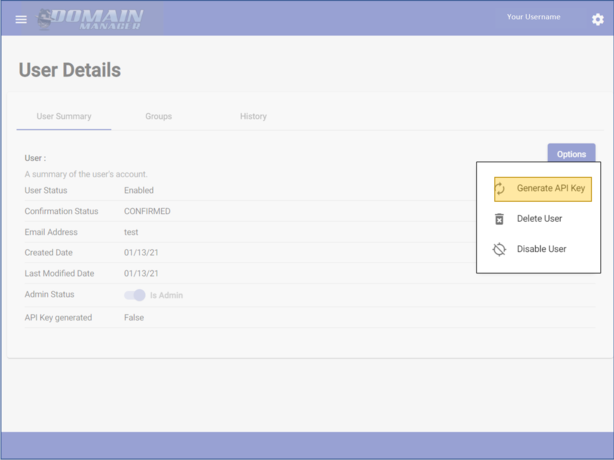 DOMAIN
MANAGER
Your Username
User Details
User Summary Groups History
User :
Options
A summary of the user's account.
User Status Enabled
Confirmation Status CONFIRMED
Email Address test
Created Date 01/13/21
Last Modified Date 01/13/21
Admin Status Is Admin
API Key generated False
Generate API Key
Delete User
Disable User